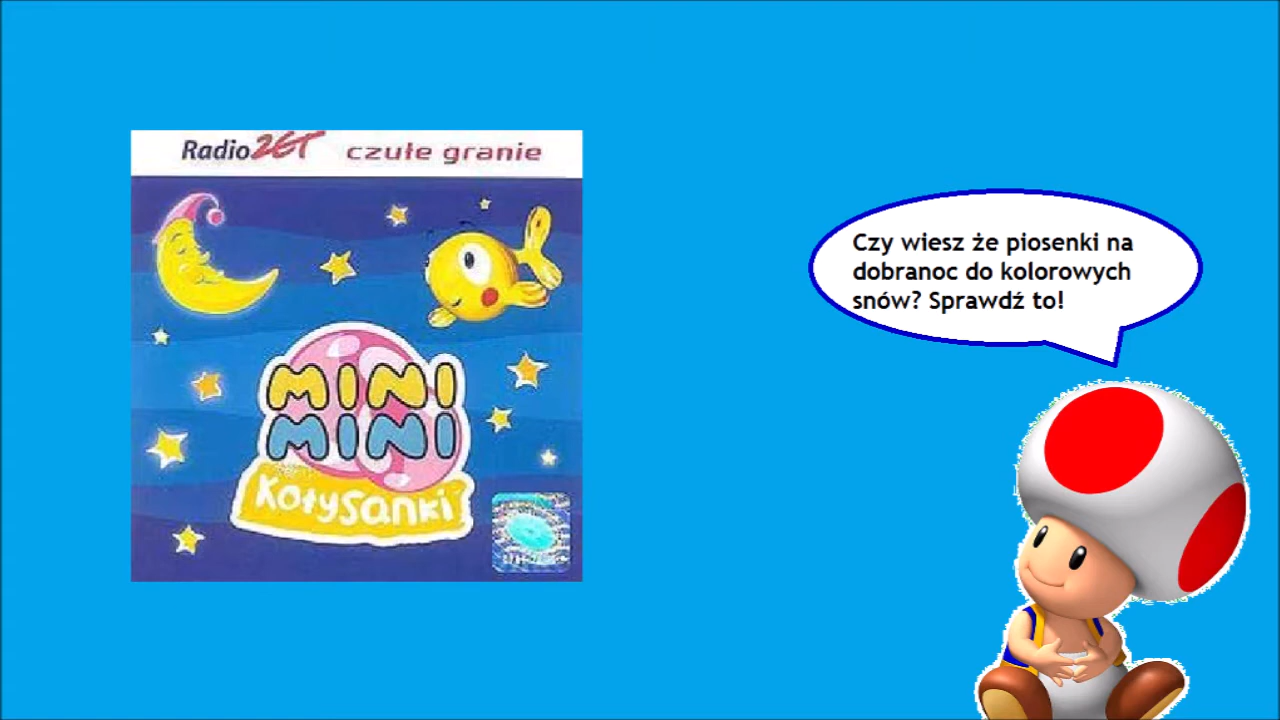 Radio ZET czułe granie
MINI
MINI
Kołysanki
Czy wiesz że piosenki na
dobranoc do kolorowych
snów? Sprawdź to!